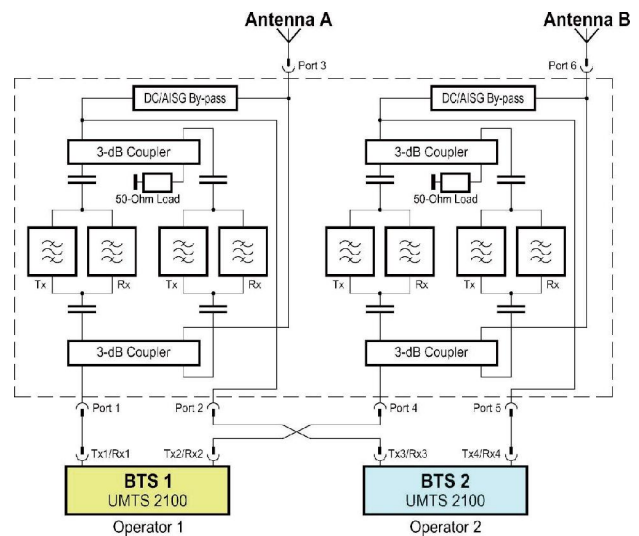 Antenna A
Antenna B
Port 3
Port 6
DC/AISG By-pass
DC/AISG By-pass
3-dB Coupler
3-dB Coupler
50-Ohm Load
50-Ohm Load
Tx
Rx
Tx
Rx
Tx
Rx
Tx
Rx
3-dB Coupler
3-dB Coupler
Port 1
Port 2
Port 4
Port 5
Tx1/Rx1
Tx2/Rx2
Tx3/Rx3
Tx4/Rx4
BTS 1
UMTS 2100
BTS 2
UMTS 2100
Operator 1
Operator 2